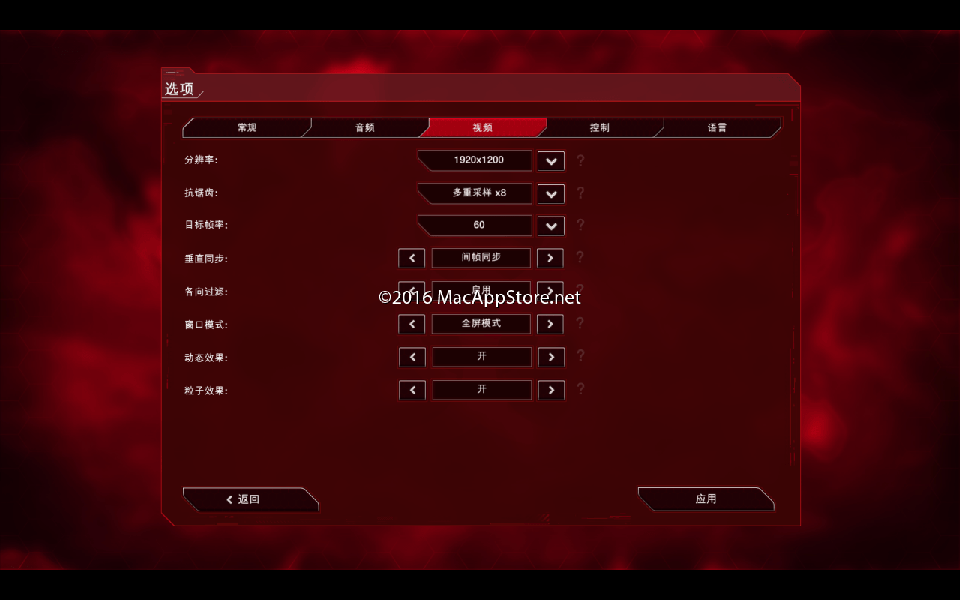 选项
常规 音频 视频 控制 语言
分辨率: 1920x1200 ?
抗锯齿: 多重采样 x8 ?
目标帧率: 60 ?
垂直同步: 间帧同步 ?
各向过滤: 启用 ?
©2016 MacAppStore.net
窗口模式: 全屏模式 ?
动态效果: 开 ?
粒子效果: 开 ?
返回 应用